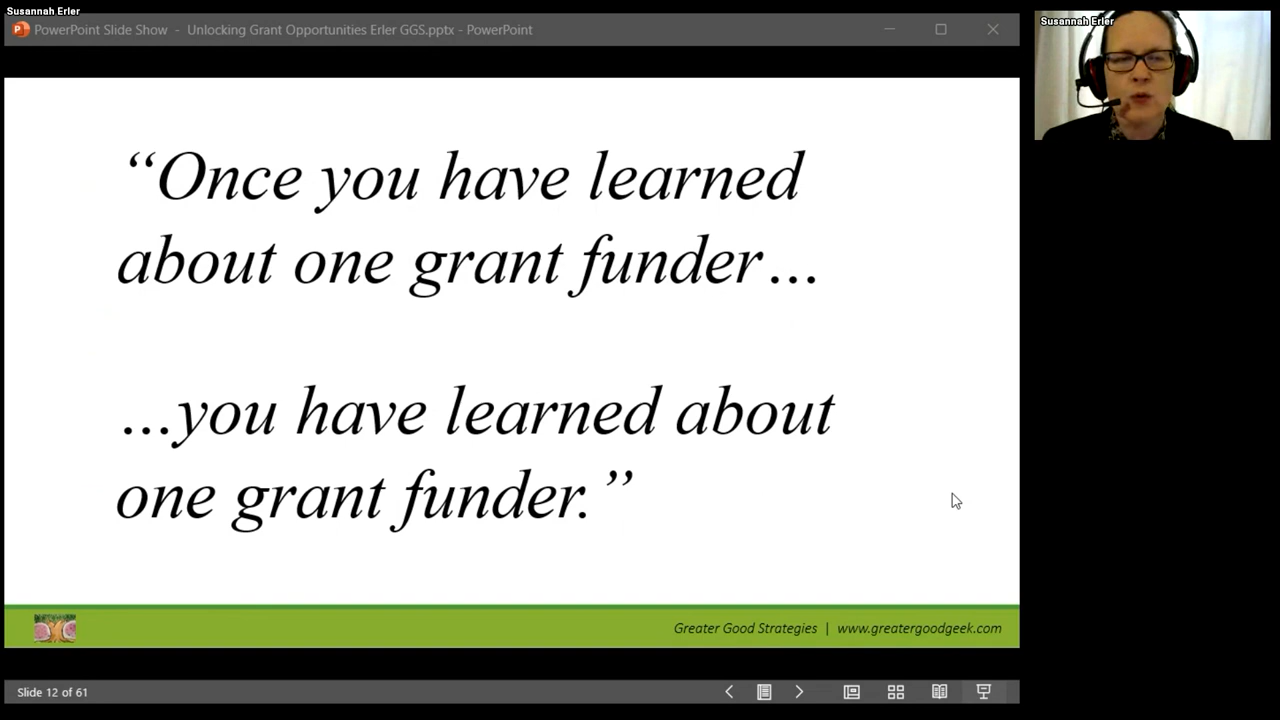 Susannah Erler
PowerPoint Slide Show - Unlocking Grant Opportunities Erler GGS.pptx - PowerPoint
Susannah Erler
“Once you have learned
about one grant funder…
…you have learned about
one grant funder.”
Greater Good Strategies | www.greatergoodgeek.com
Slide 12 of 61